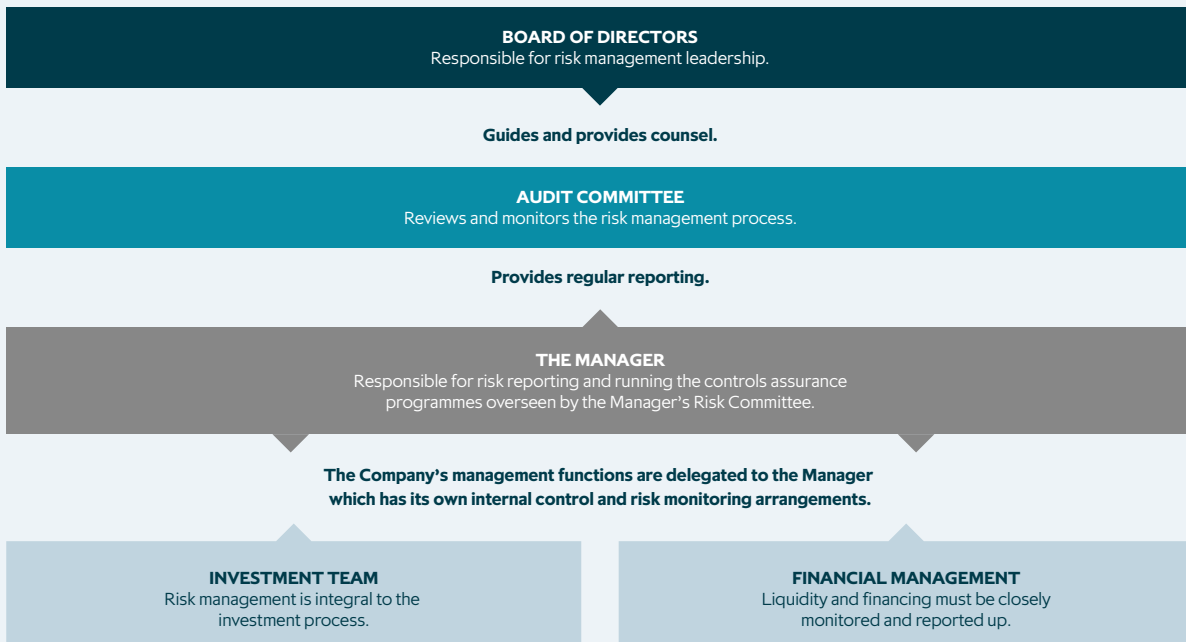 BOARD OF DIRECTORS
Responsible for risk management leadership.
Guides and provides counsel.
AUDIT COMMITTEE
Reviews and monitors the risk management process.
Provides regular reporting.
THE MANAGER
Responsible for risk reporting and running the controls assurance
programmes overseen by the Manager’s Risk Committee.
The Company’s management functions are delegated to the Manager
which has its own internal control and risk monitoring arrangements.
INVESTMENT TEAM
Risk management is integral to the
investment process.
FINANCIAL MANAGEMENT
Liquidity and financing must be closely
monitored and reported up.